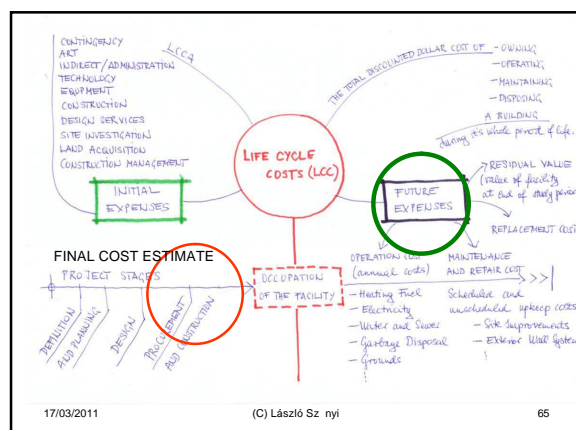 CONTINGENCY
ART
INDIRECT/ADMINISTRATION
TECHNOLOGY
EQUPMENT
CONSTRUCTION
DESIGN SERVICES
SITE INVESTIGATION
LAND ACQUISITION
CONSTRUCTION MANAGEMENT
INITIAL
EXPENSES
LCCA
LIFE CYCLE
COSTS (LCC)
THE TOTAL DISCOUNTED DOLLAR COST OF
- OWNING
- OPERATING
- MAINTAINING
- DISPOSING
A BUILDING
during it's whole period of life.
FUTURE
EXPENSES
RESIDUAL VALUE
(value of facility
at end of study period
REPLACEMENT COST
FINAL COST ESTIMATE
PROJECT STAGES
DEFINITION
AND PLANNING
DESIGN
PROCUREMENT
AND CONSTRUCTION
OCCUPATION
OF THE FACILITY
OPERATION COST
(annual costs)
- Heating Fuel
- Electricity
- Water and Sewer
- Garbage Disposal
- Grounds
MAINTENANCE
AND REPAIR COST
Scheduled and
unscheduled upkeep costs
- Site Improvements
- Exterior Wall System
17/03/2011
(C) László Sz nyi
65